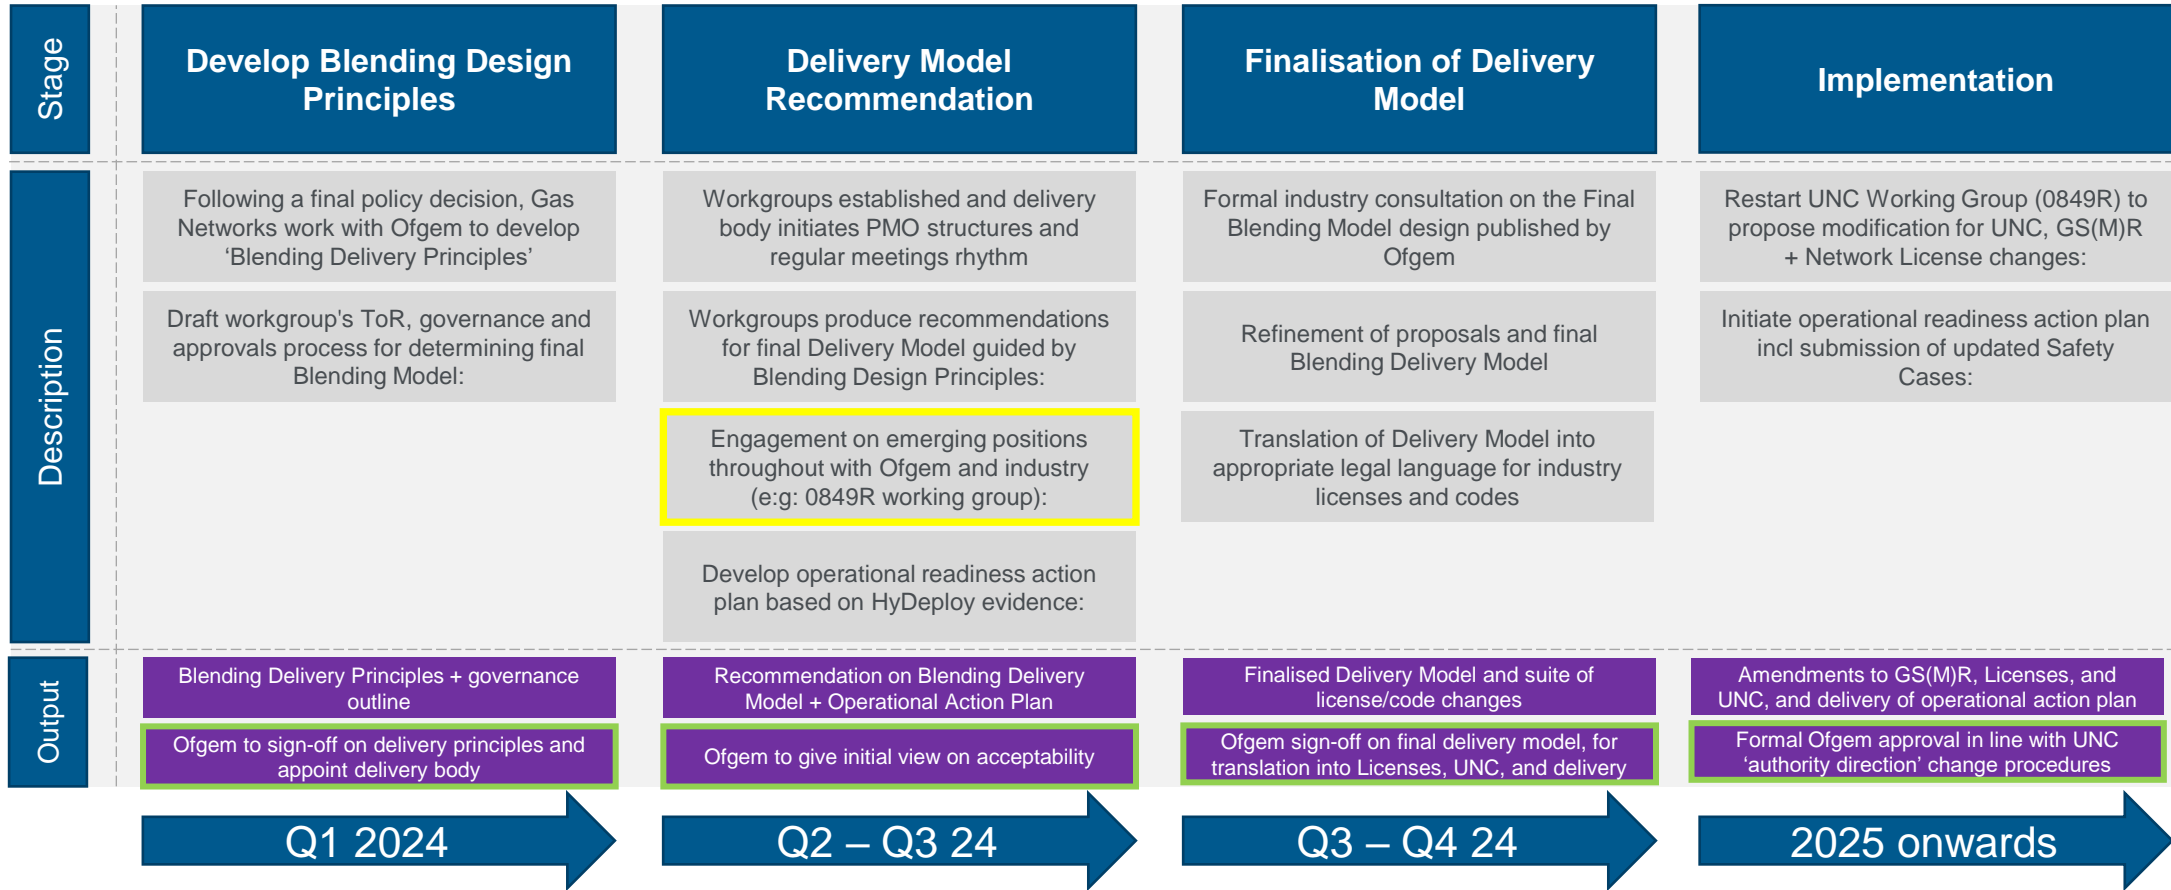 Stage
Develop Blending Design
Principles
Delivery Model
Recommendation
Finalisation of Delivery
Model
Implementation
Description
Following a final policy decision, Gas
Networks work with Ofgem to develop
‘Blending Delivery Principles’
Draft workgroup's ToR, governance and
approvals process for determining final
Blending Model:
Workgroups established and delivery
body initiates PMO structures and
regular meetings rhythm
Workgroups produce recommendations
for final Delivery Model guided by
Blending Design Principles:
Engagement on emerging positions
throughout with Ofgem and industry
(e:g: 0849R working group):
Develop operational readiness action
plan based on HyDeploy evidence:
Formal industry consultation on the Final
Blending Model design published by
Ofgem
Refinement of proposals and final
Blending Delivery Model
Translation of Delivery Model into
appropriate legal language for industry
licenses and codes
Restart UNC Working Group (0849R) to
propose modification for UNC, GS(M)R
+ Network License changes:
Initiate operational readiness action plan
incl submission of updated Safety
Cases:
Output
Blending Delivery Principles + governance
outline
Ofgem to sign-off on delivery principles and
appoint delivery body
Recommendation on Blending Delivery
Model + Operational Action Plan
Ofgem to give initial view on acceptability
Finalised Delivery Model and suite of
license/code changes
Ofgem sign-off on final delivery model, for
translation into Licenses, UNC, and delivery
Amendments to GS(M)R, Licenses, and
UNC, and delivery of operational action plan
Formal Ofgem approval in line with UNC
‘authority direction’ change procedures
Q1 2024
Q2 – Q3 24
Q3 – Q4 24
2025 onwards